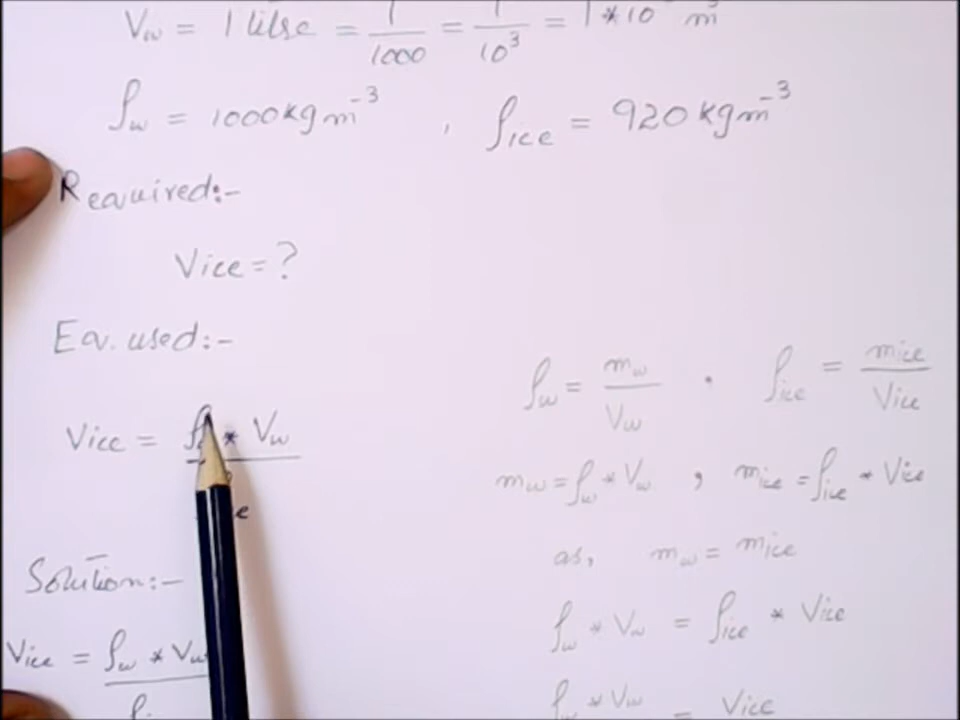 Vw = 1 litre = 1/1000 = 1/10³ = 1*10 m
ρw = 1000 kg m⁻³ , ρice = 920 kg m⁻³
Required:-
Vice = ?
Eq. used:-
Vice = ρ * Vw
Solution:-
Vice = ρw * Vw
ρw = mw/Vw . ρice = mice/Vice
mw = ρw * Vw , mice = ρice * Vice
as, mw = mice
ρw * Vw = ρice * Vice
ρw * Vw = Vice